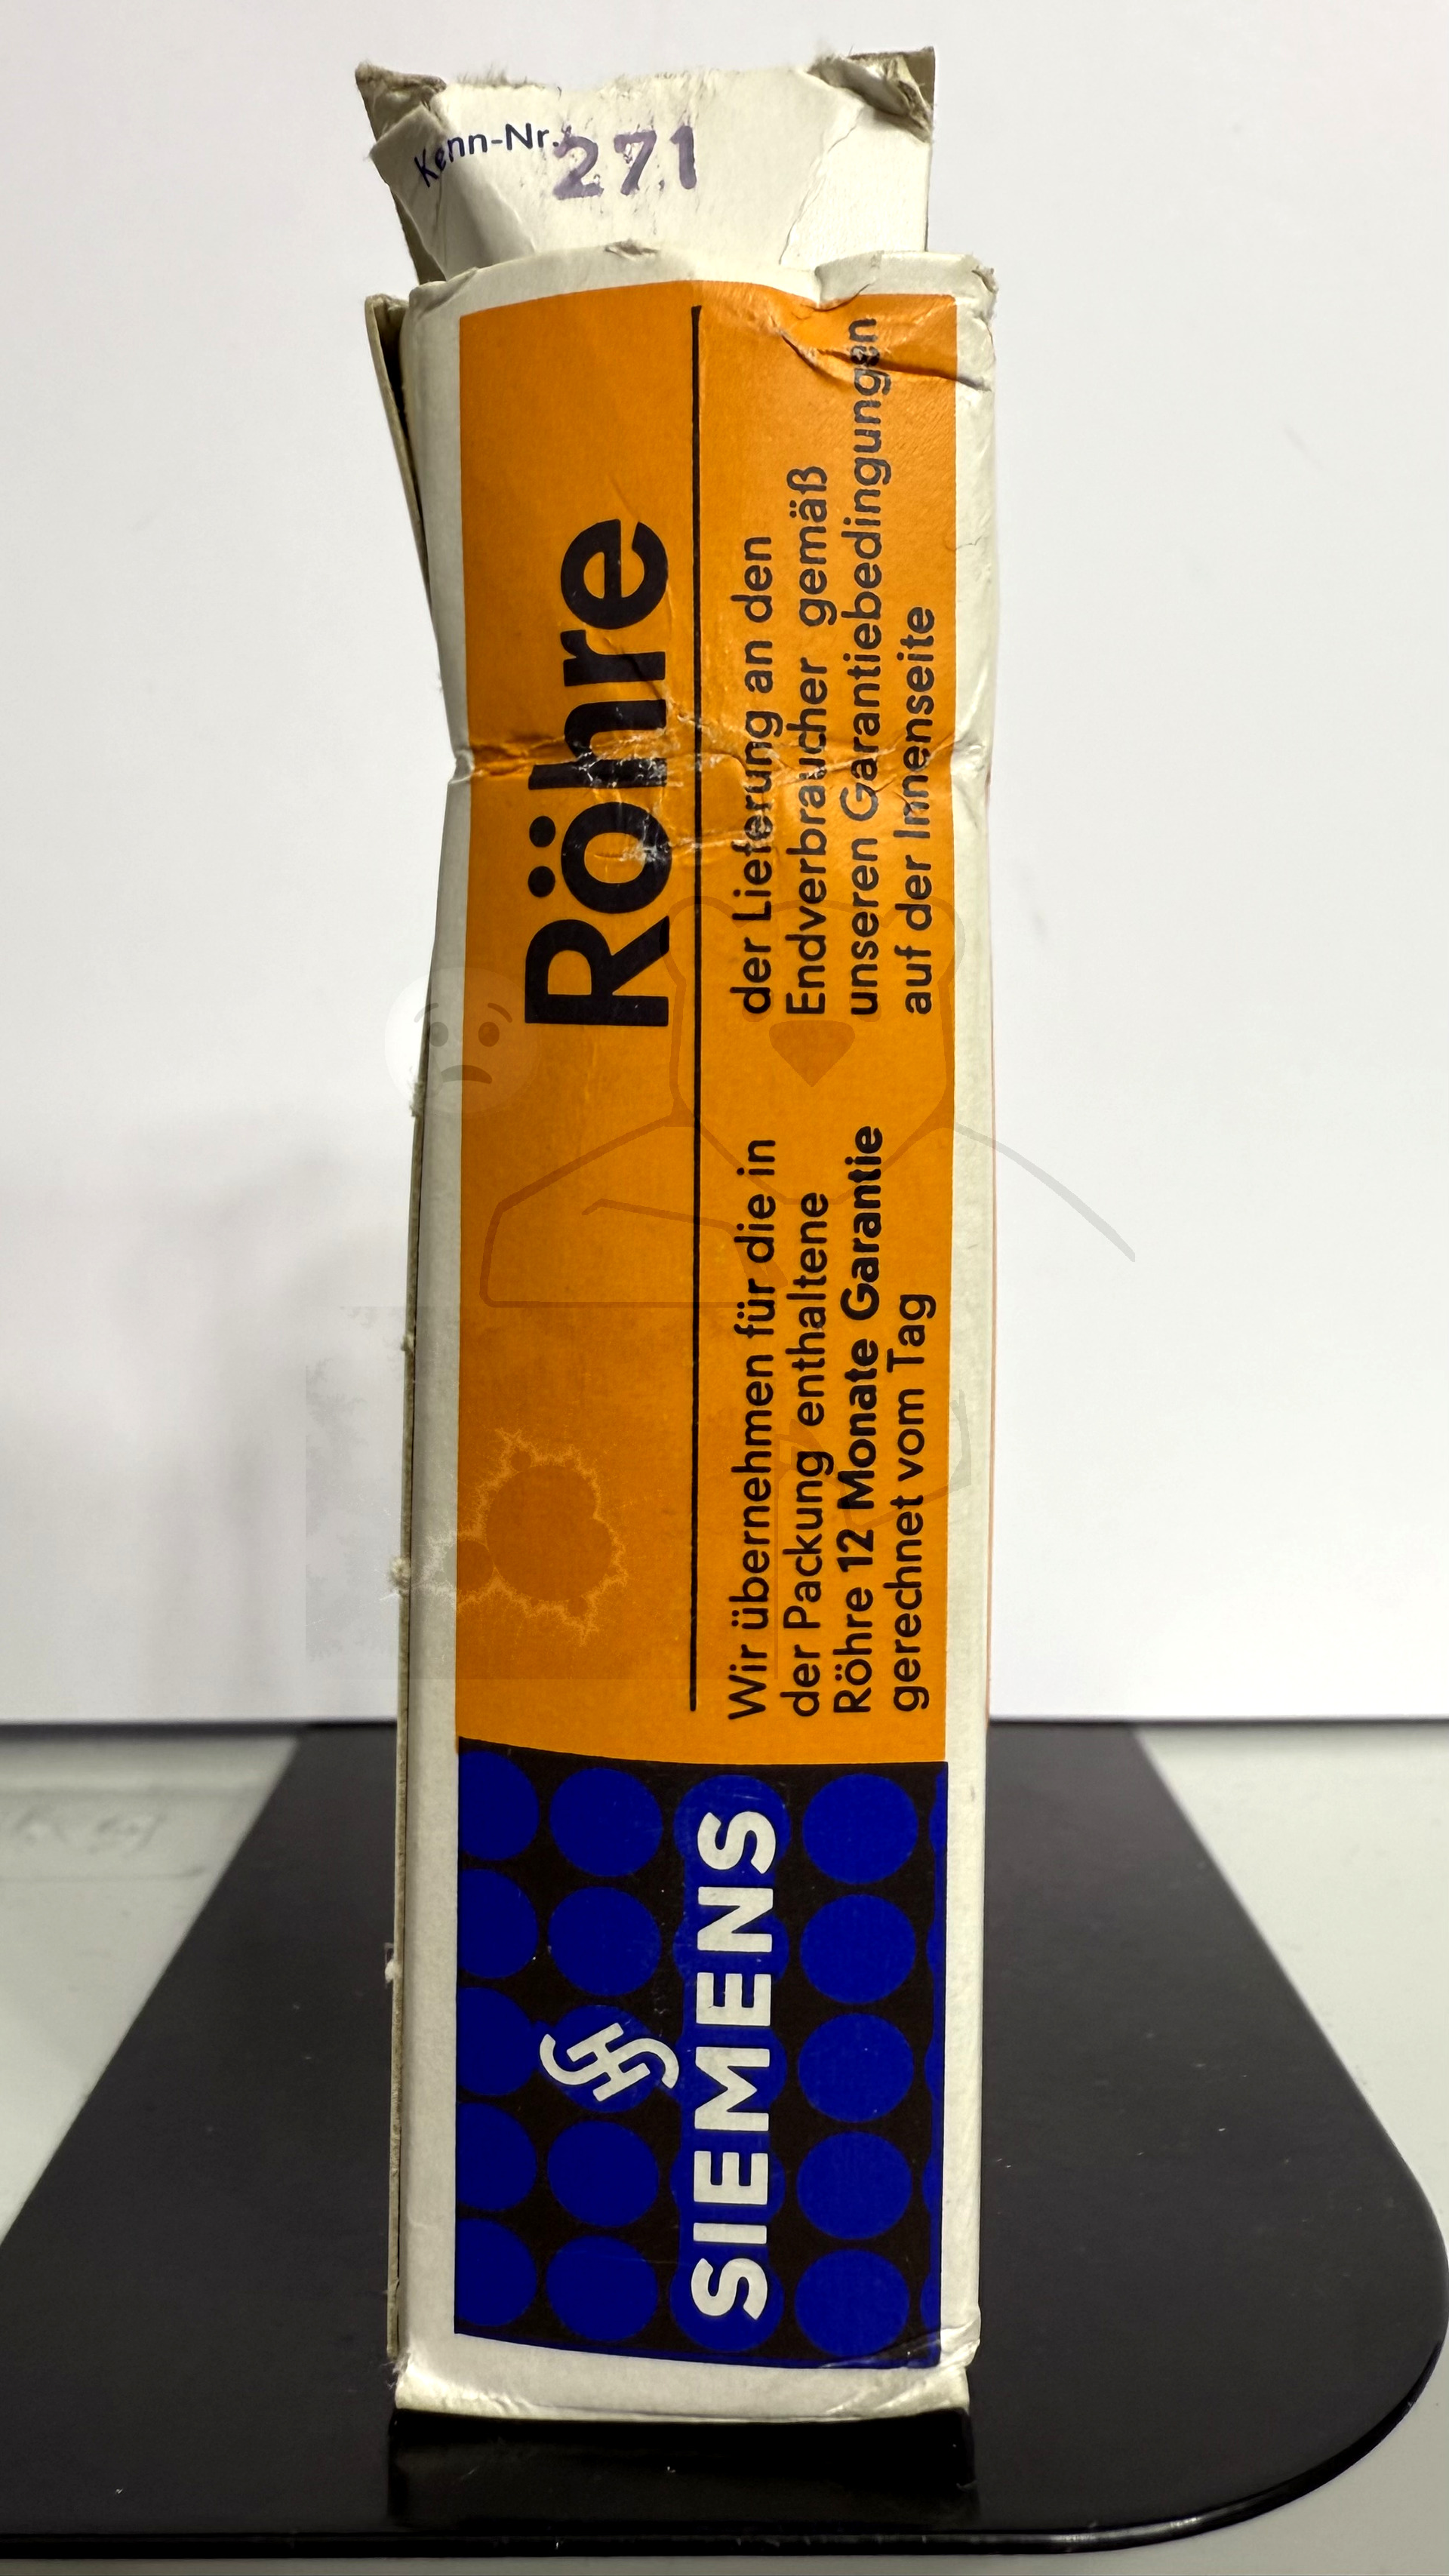 Kenn-Nr. 271
Röhre
Wir übernehmen für die in
der Packung enthaltene
Röhre 12 Monate Garantie
gerechnet vom Tag
der Lieferung an den
Endverbraucher gemäß
unseren Garantiebedingungen
auf der Innenseite
SIEMENS